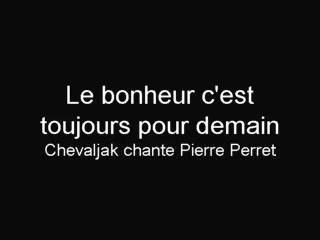 Le bonheur c'est
toujours pour demain
Chevaljak chante Pierre Perret